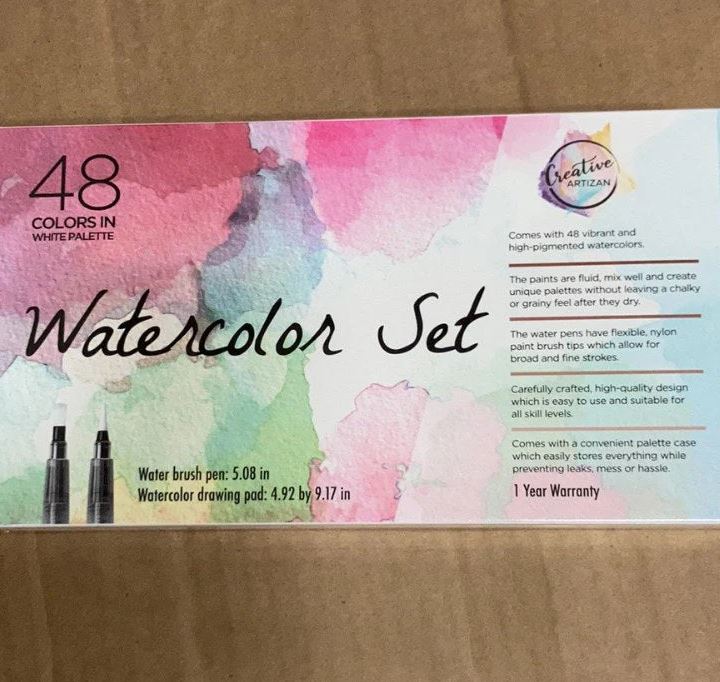 48
COLORS IN
WHITE PALETTE
Watercolor Set
Water brush pen: 5.08 in
Watercolor drawing pad: 4.92 by 9.17 in
Creative
ARTIZAN
Comes with 48 vibrant and
high-pigmented watercolors.
The paints are fluid, mix well and create
unique palettes without leaving a chalky
or grainy feel after they dry.
The water pens have flexible, nylon
paint brush tips which allow for
broad and fine strokes.
Carefully crafted, high-quality design
which is easy to use and suitable for
all skill levels.
Comes with a convenient palette case
which easily stores everything while
preventing leaks, mess or hassle.
1 Year Warranty